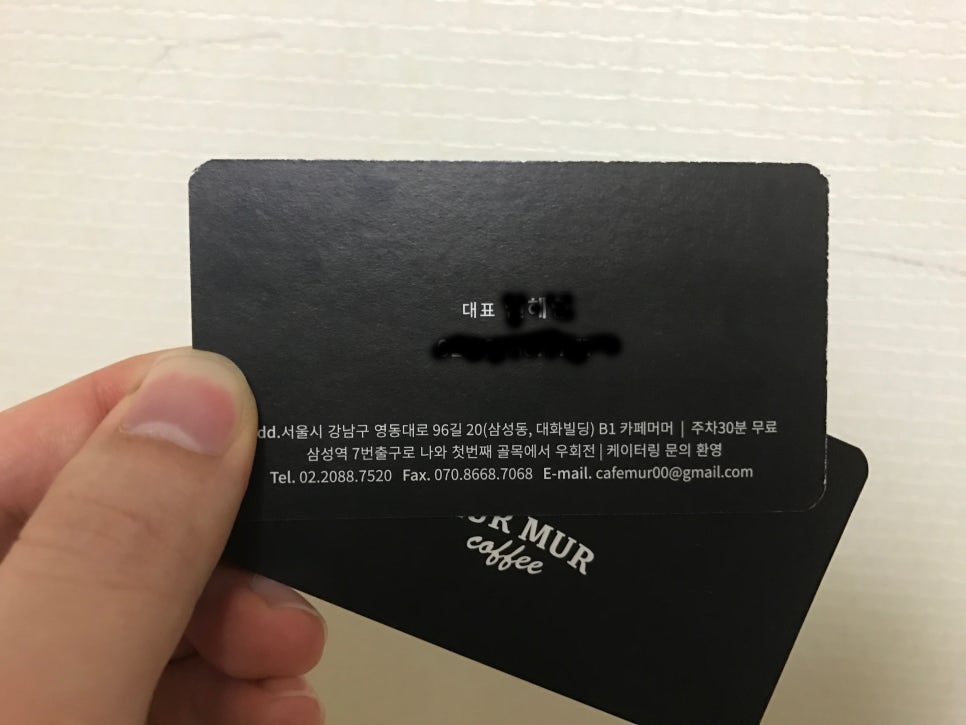 대표
dd.서울시 강남구 영동대로 96길 20(삼성동, 대화빌딩) B1 카페머머 | 주차30분 무료
삼성역 7번출구로 나와 첫번째 골목에서 우회전 | 케이터링 문의 환영
Tel. 02.2088.7520 Fax. 070.8668.7068 E-mail. cafemur00@gmail.com
UR MUR
coffee